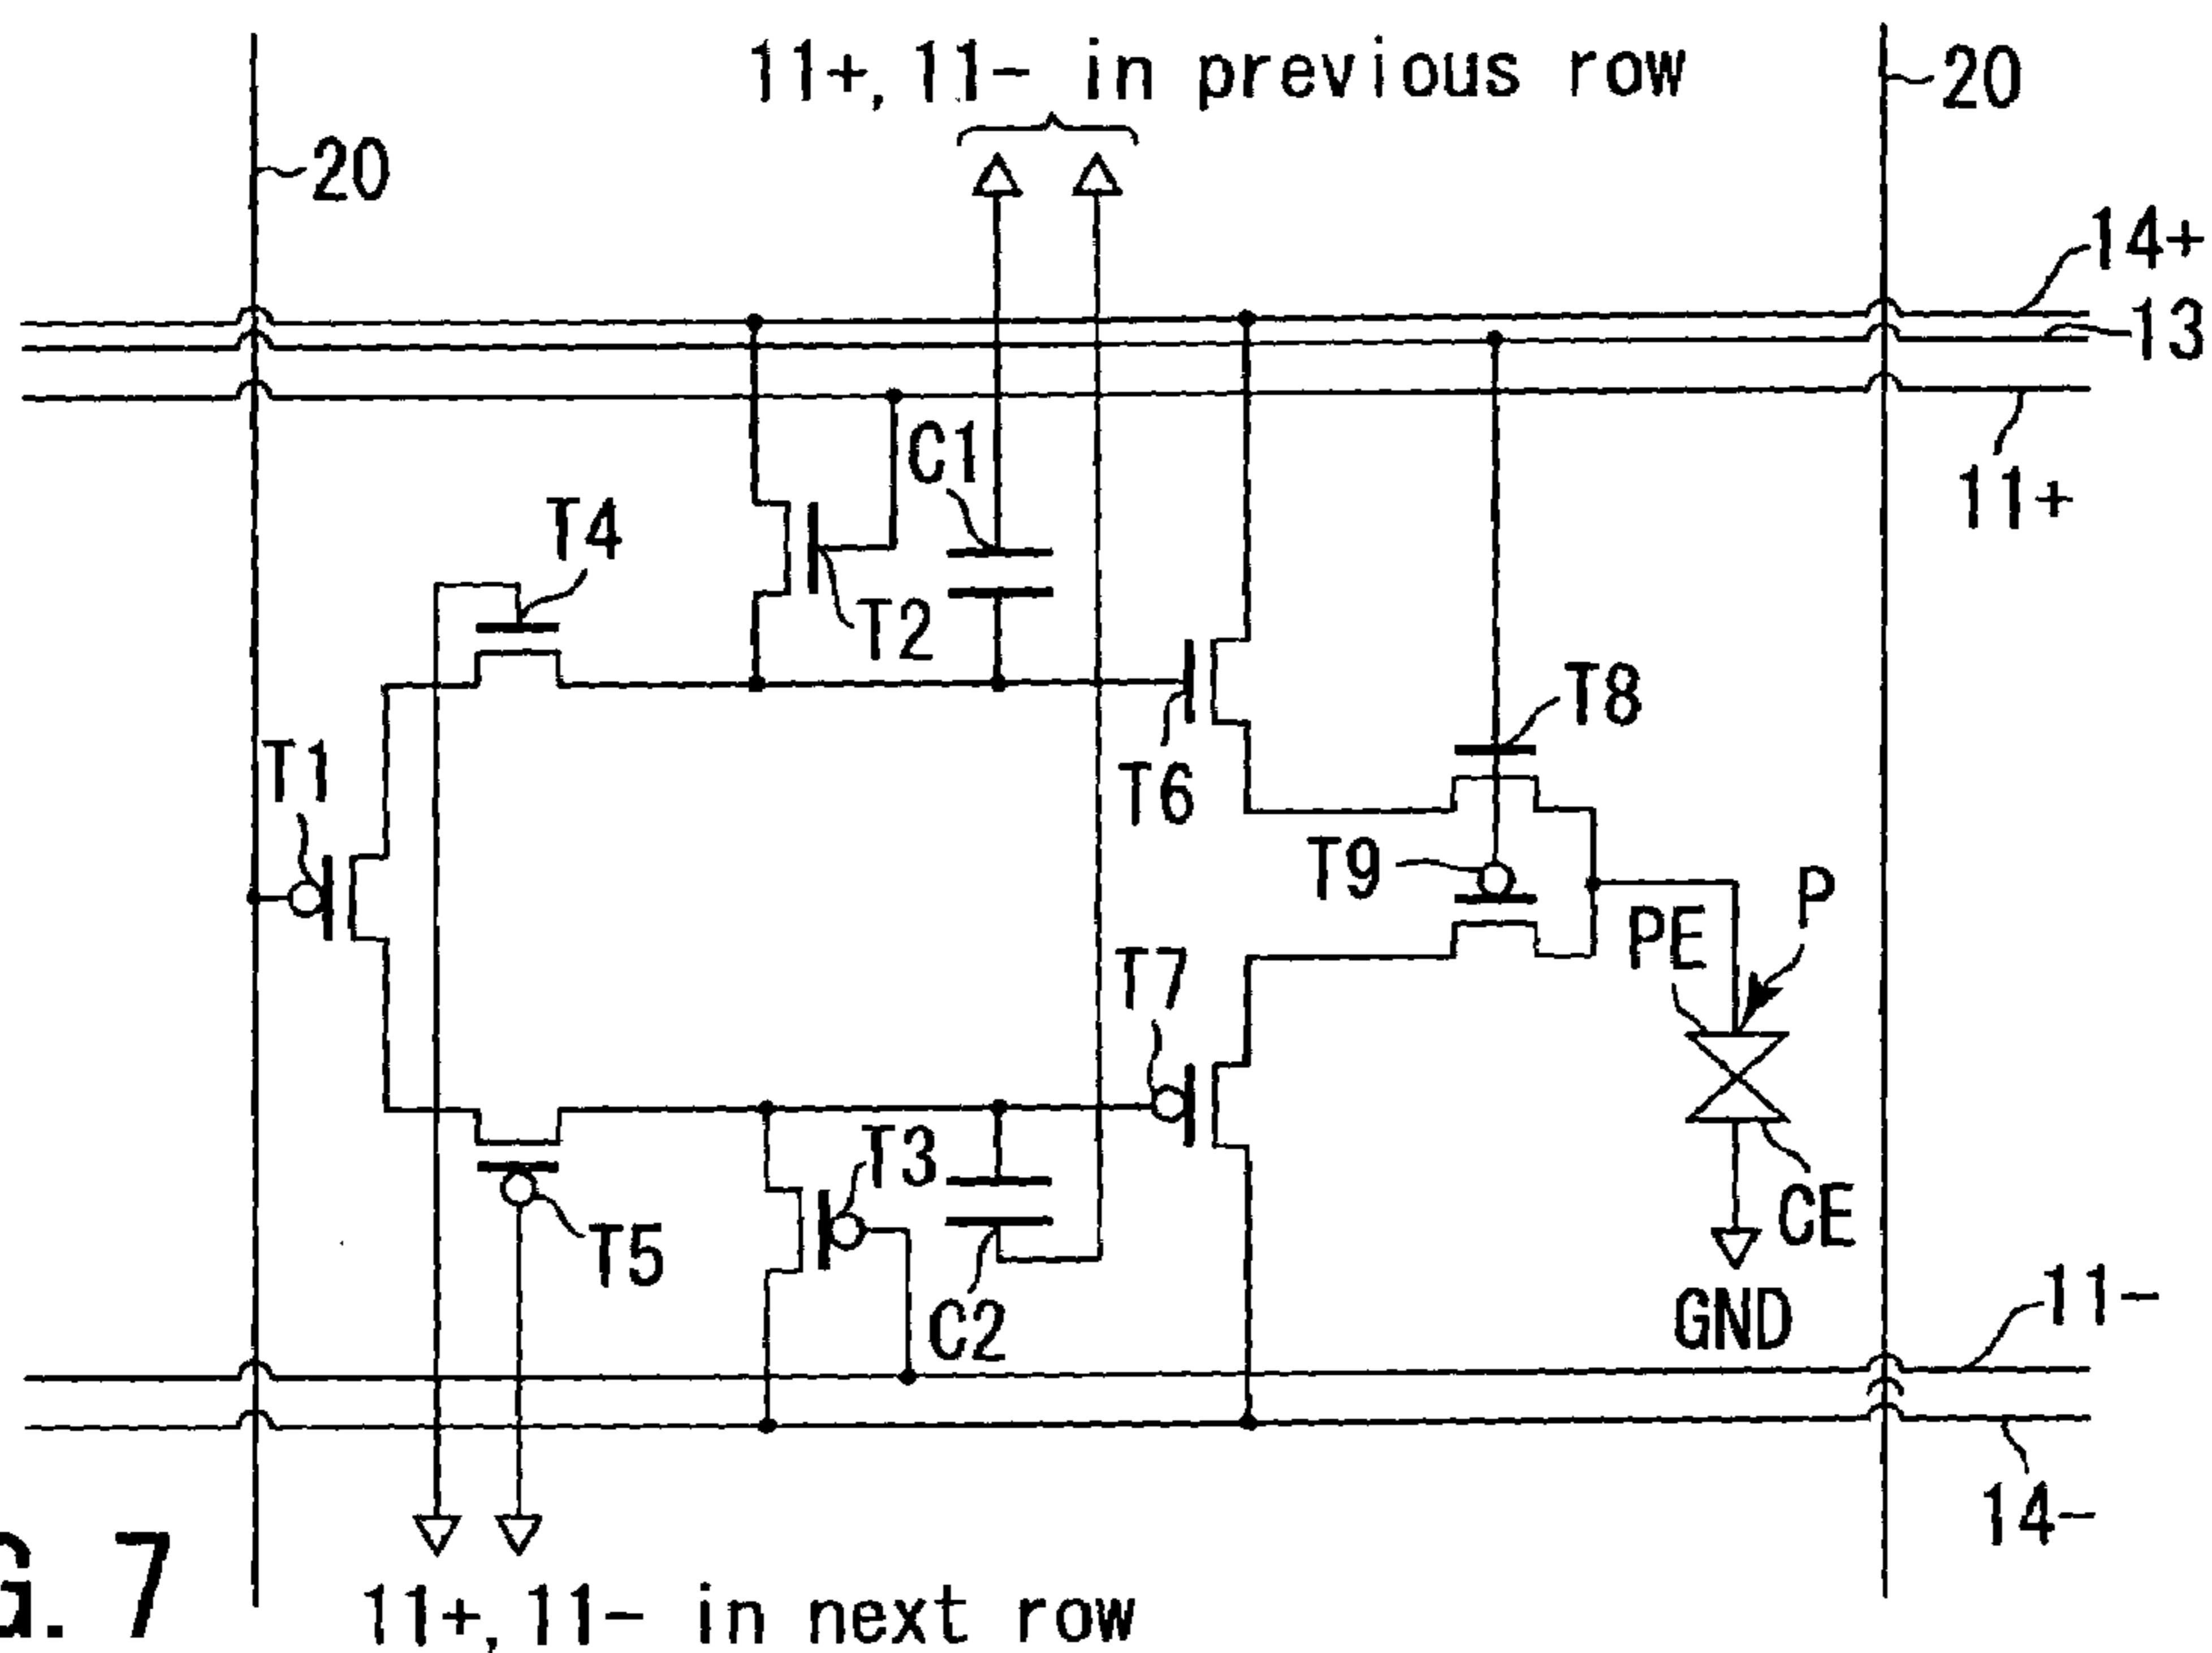 11+, 11- in previous row
20
20
14+
13
11+
C1
T4
T2
T8
T6
T1
T9
P
PE
T7
T3
T5
CE
C2
GND
11-
14-
G. 7
11+, 11- in next row